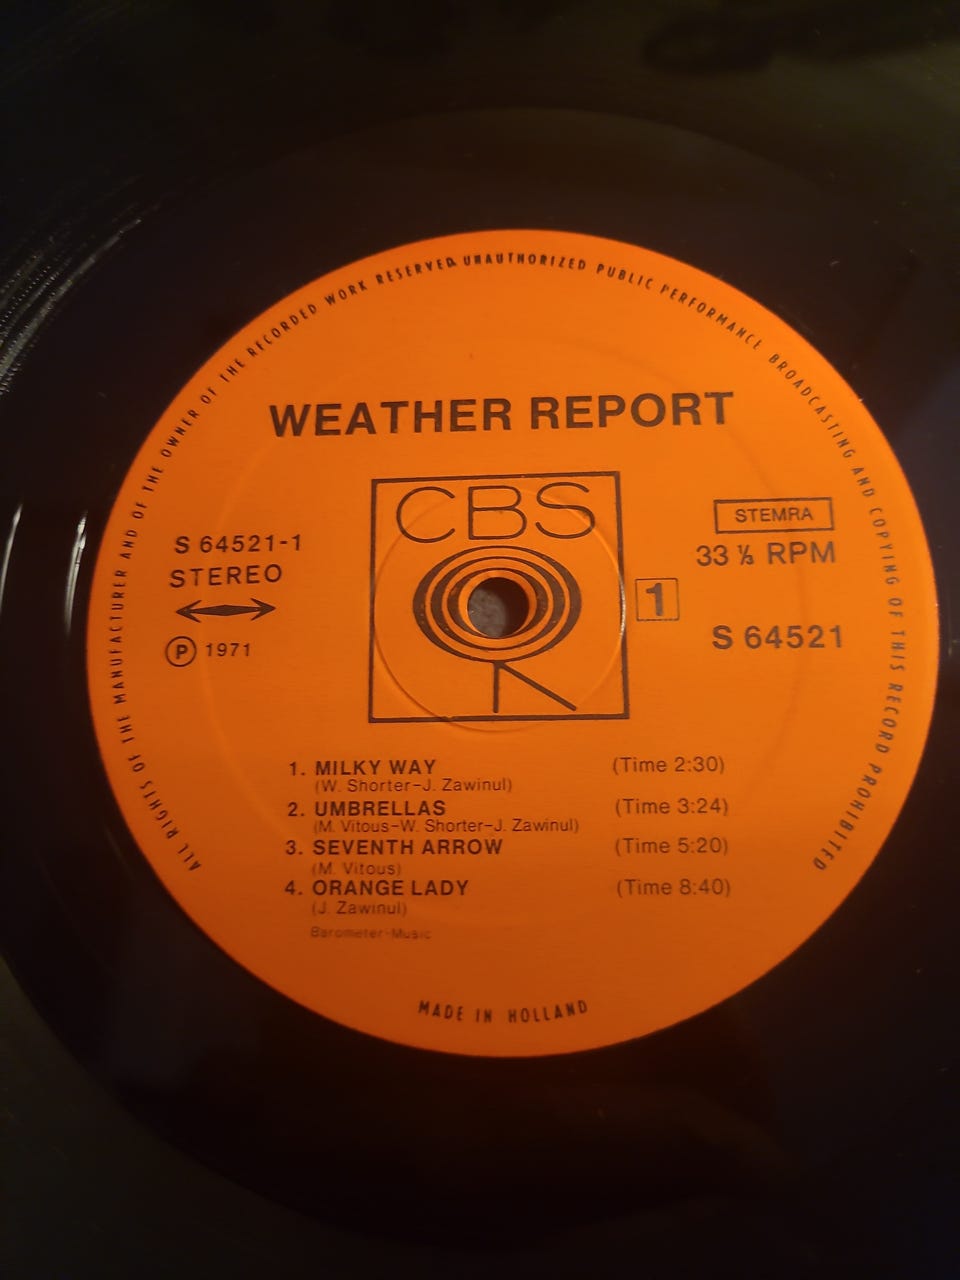 ALL RIGHTS OF THE MANUFACTURER AND OF THE OWNER OF THE RECORDED WORK RESERVED. UNAUTHORIZED PUBLIC PERFORMANCE BROADCASTING AND COPYING OF THIS RECORD PROHIBITED
WEATHER REPORT
CBS
S 64521-1
STEREO
Ⓟ 1971
STEMRA
33 ⅓ RPM
1
S 64521
1. MILKY WAY (Time 2:30)
(W. Shorter-J. Zawinul)
2. UMBRELLAS (Time 3:24)
(M. Vitous-W. Shorter-J. Zawinul)
3. SEVENTH ARROW (Time 5:20)
(M. Vitous)
4. ORANGE LADY (Time 8:40)
(J. Zawinul)
Barometer-Music
MADE IN HOLLAND